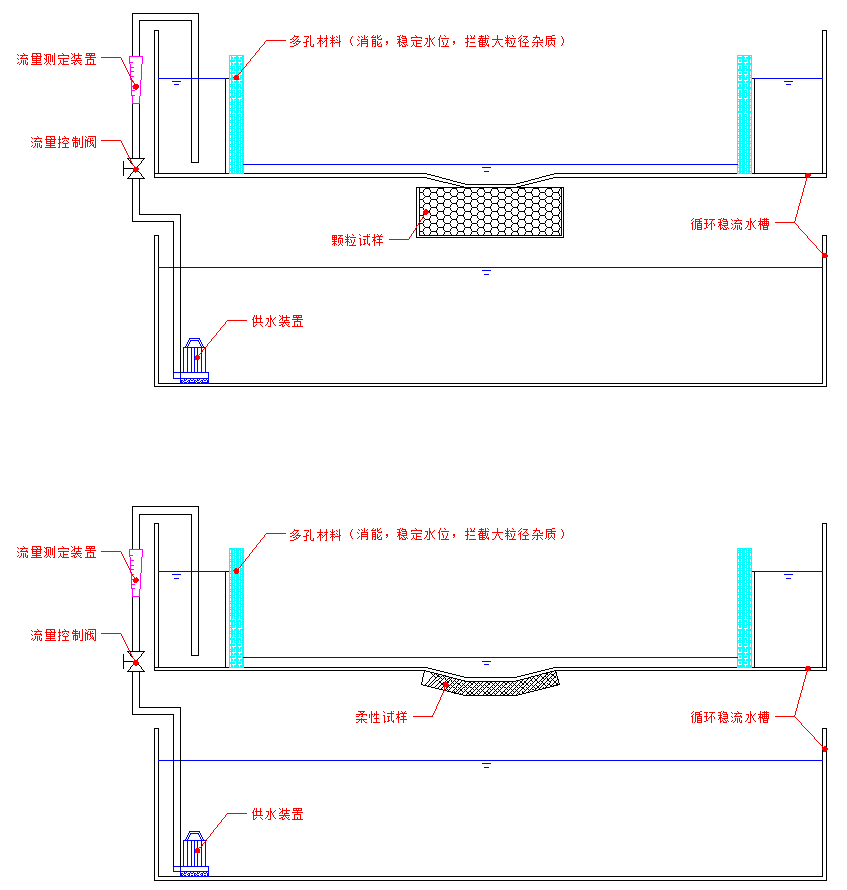 多孔材料（消能，稳定水位，拦截大粒径杂质）
流量测定装置
流量控制阀
循环稳流水槽
颗粒试样
供水装置
多孔材料（消能，稳定水位，拦截大粒径杂质）
流量测定装置
流量控制阀
柔性试样
循环稳流水槽
供水装置